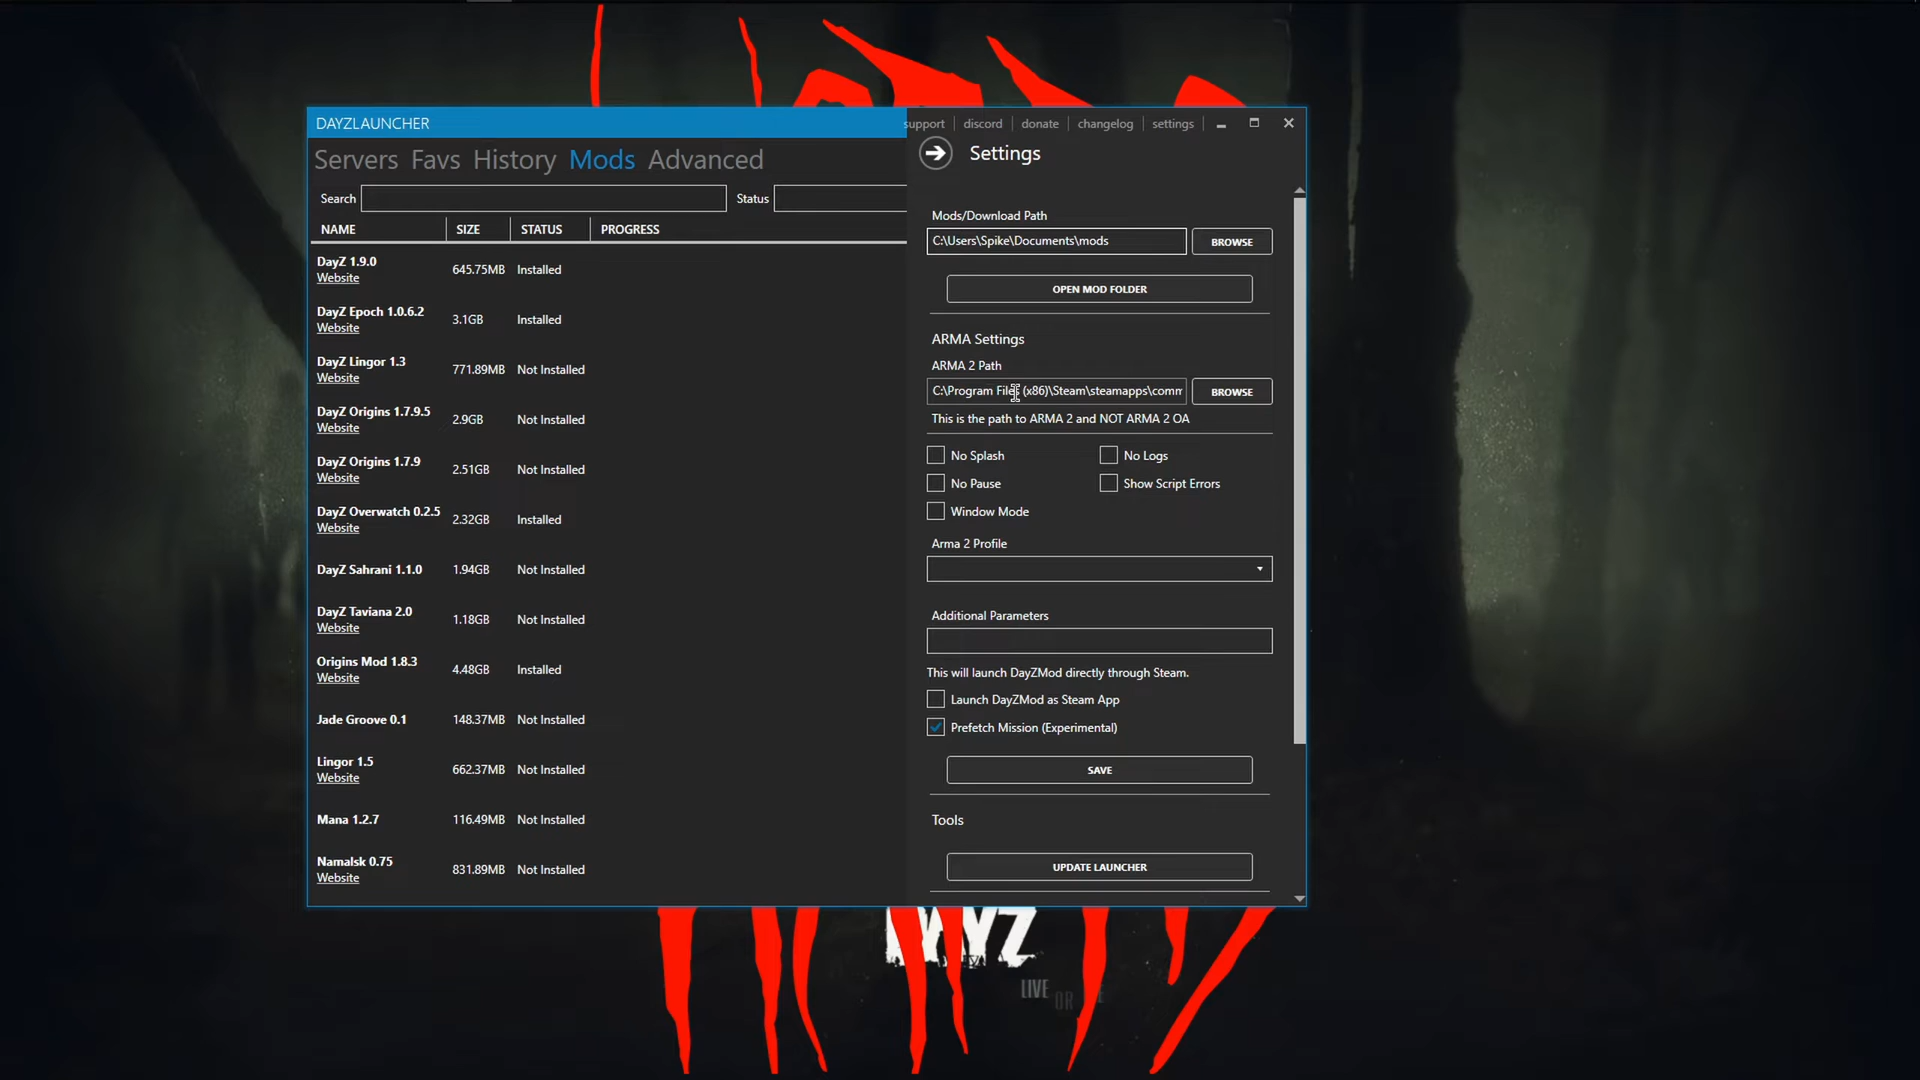 DAYZLAUNCHER
support discord donate changelog settings
Servers Favs History Mods Advanced
Settings
Search
Status
NAME SIZE STATUS PROGRESS
DayZ 1.9.0
Website
645.75MB Installed
DayZ Epoch 1.0.6.2
Website
3.1GB Installed
DayZ Lingor 1.3
Website
771.89MB Not Installed
DayZ Origins 1.7.9.5
Website
2.9GB Not Installed
DayZ Origins 1.7.9
Website
2.51GB Not Installed
DayZ Overwatch 0.2.5
Website
2.32GB Installed
DayZ Sahrani 1.1.0 1.94GB Not Installed
DayZ Taviana 2.0
Website
1.18GB Not Installed
Origins Mod 1.8.3
Website
4.48GB Installed
Jade Groove 0.1 148.37MB Not Installed
Lingor 1.5
Website
662.37MB Not Installed
Mana 1.2.7 116.49MB Not Installed
Namalsk 0.75
Website
831.89MB Not Installed
Mods/Download Path
C:\Users\Spike\Documents\mods BROWSE
OPEN MOD FOLDER
ARMA Settings
ARMA 2 Path
C:\Program Files (x86)\Steam\steamapps\comm BROWSE
This is the path to ARMA 2 and NOT ARMA 2 OA
No Splash No Logs
No Pause Show Script Errors
Window Mode
Arma 2 Profile
Additional Parameters
This will launch DayZMod directly through Steam.
Launch DayZMod as Steam App
Prefetch Mission (Experimental)
SAVE
Tools
UPDATE LAUNCHER
DAYZ
LIVE
OR